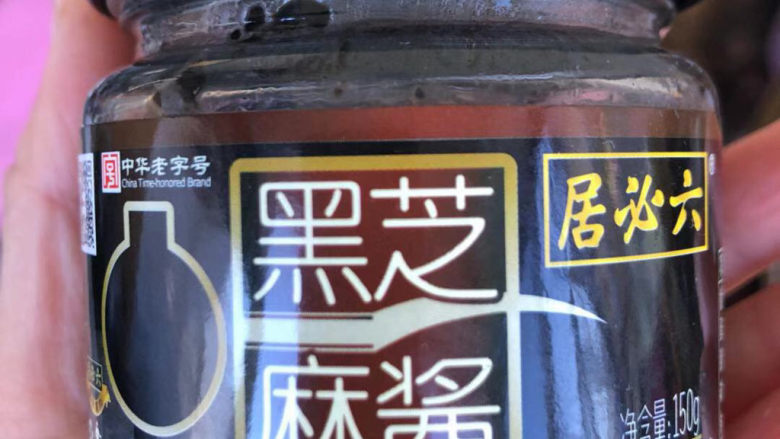 中华老字号
China Time-honored Brand
居必六
黑芝
麻酱
净含量:150g